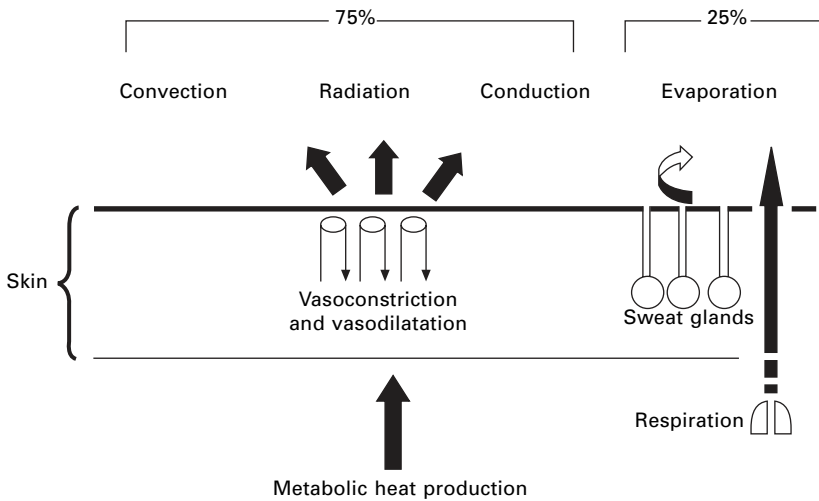 75%
25%
Convection
Radiation
Conduction
Evaporation
Skin
Vasoconstriction
and vasodilatation
Sweat glands
Respiration
Metabolic heat production